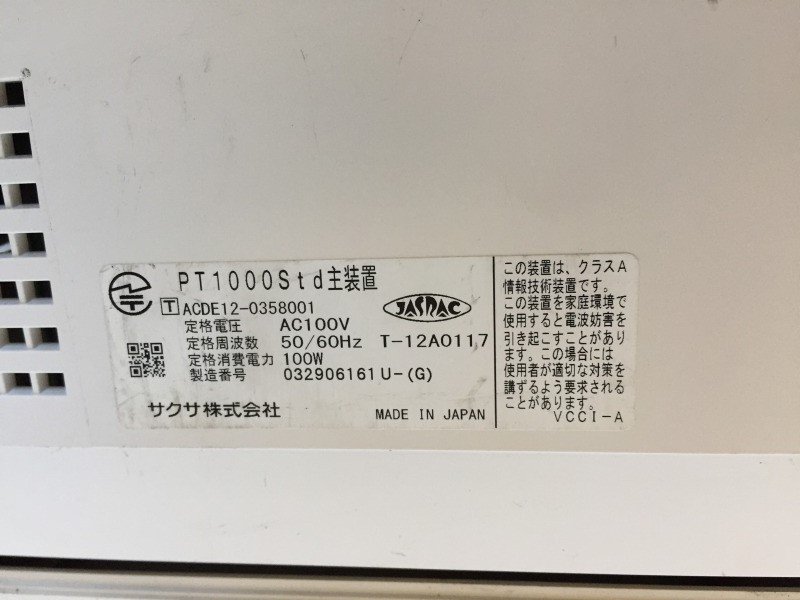 PT1000Std主装置
T ACDE12-0358001
JASRAC
定格電圧 AC100V
定格周波数 50/60Hz T-12A0117
定格消費電力 100W
製造番号 032906161U-(G)
サクサ株式会社 MADE IN JAPAN
この装置は、クラスA
情報技術装置です。
この装置を家庭環境で
使用すると電波妨害を
引き起こすことがあり
ます。この場合には
使用者が適切な対策を
講ずるよう要求される
ことがあります。
VCCI-A